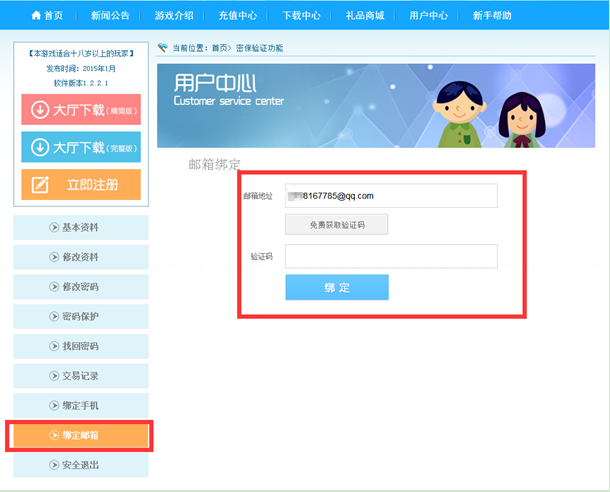 首页 新闻公告 游戏介绍 充值中心 下载中心 礼品商城 用户中心 新手帮助
【本游戏适合十八岁以上的玩家】
发布时间：2015年1月
软件版本1.2.2.1
大厅下载(精简版)
大厅下载(完整版)
立即注册
基本资料
修改资料
修改密码
密码保护
找回密码
交易记录
绑定手机
绑定邮箱
安全退出
当前位置：首页> 密保验证功能
用户中心
Customer service center
邮箱绑定
邮箱地址 8167785@qq.com
免费获取验证码
验证码
绑 定